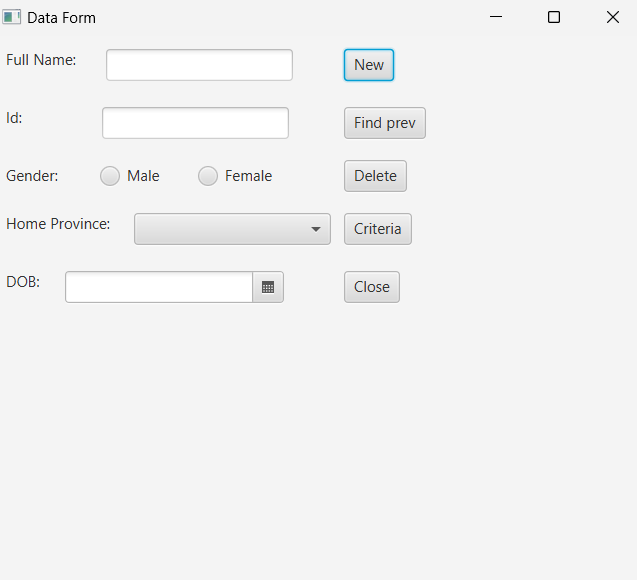 Data Form
Full Name: New
Id: Find prev
Gender: Male Female Delete
Home Province: Criteria
DOB: Close